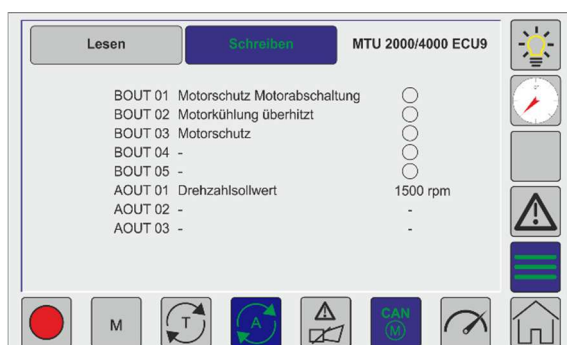 Lesen Schreiben MTU 2000/4000 ECU9
BOUT 01 Motorschutz Motorabschaltung
BOUT 02 Motorkühlung überhitzt
BOUT 03 Motorschutz
BOUT 04 -
BOUT 05 -
AOUT 01 Drehzahlsollwert 1500 rpm
AOUT 02 - -
AOUT 03 - -
M T A CAN
M